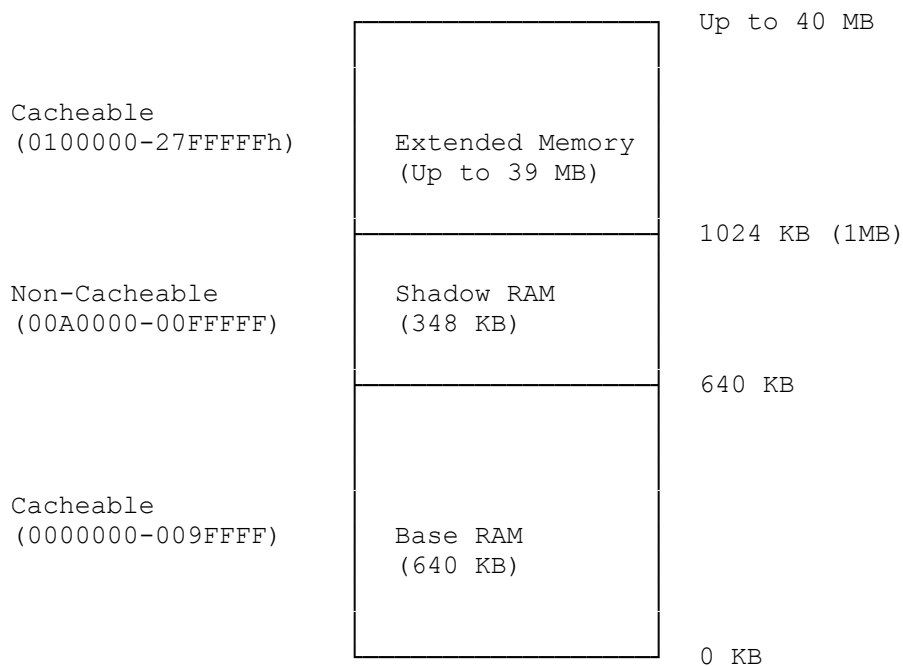 Up to 40 MB
Cacheable
(0100000-27FFFFFh)
Extended Memory
(Up to 39 MB)
1024 KB (1MB)
Non-Cacheable
(00A0000-00FFFFF)
Shadow RAM
(348 KB)
640 KB
Cacheable
(0000000-009FFFF)
Base RAM
(640 KB)
0 KB